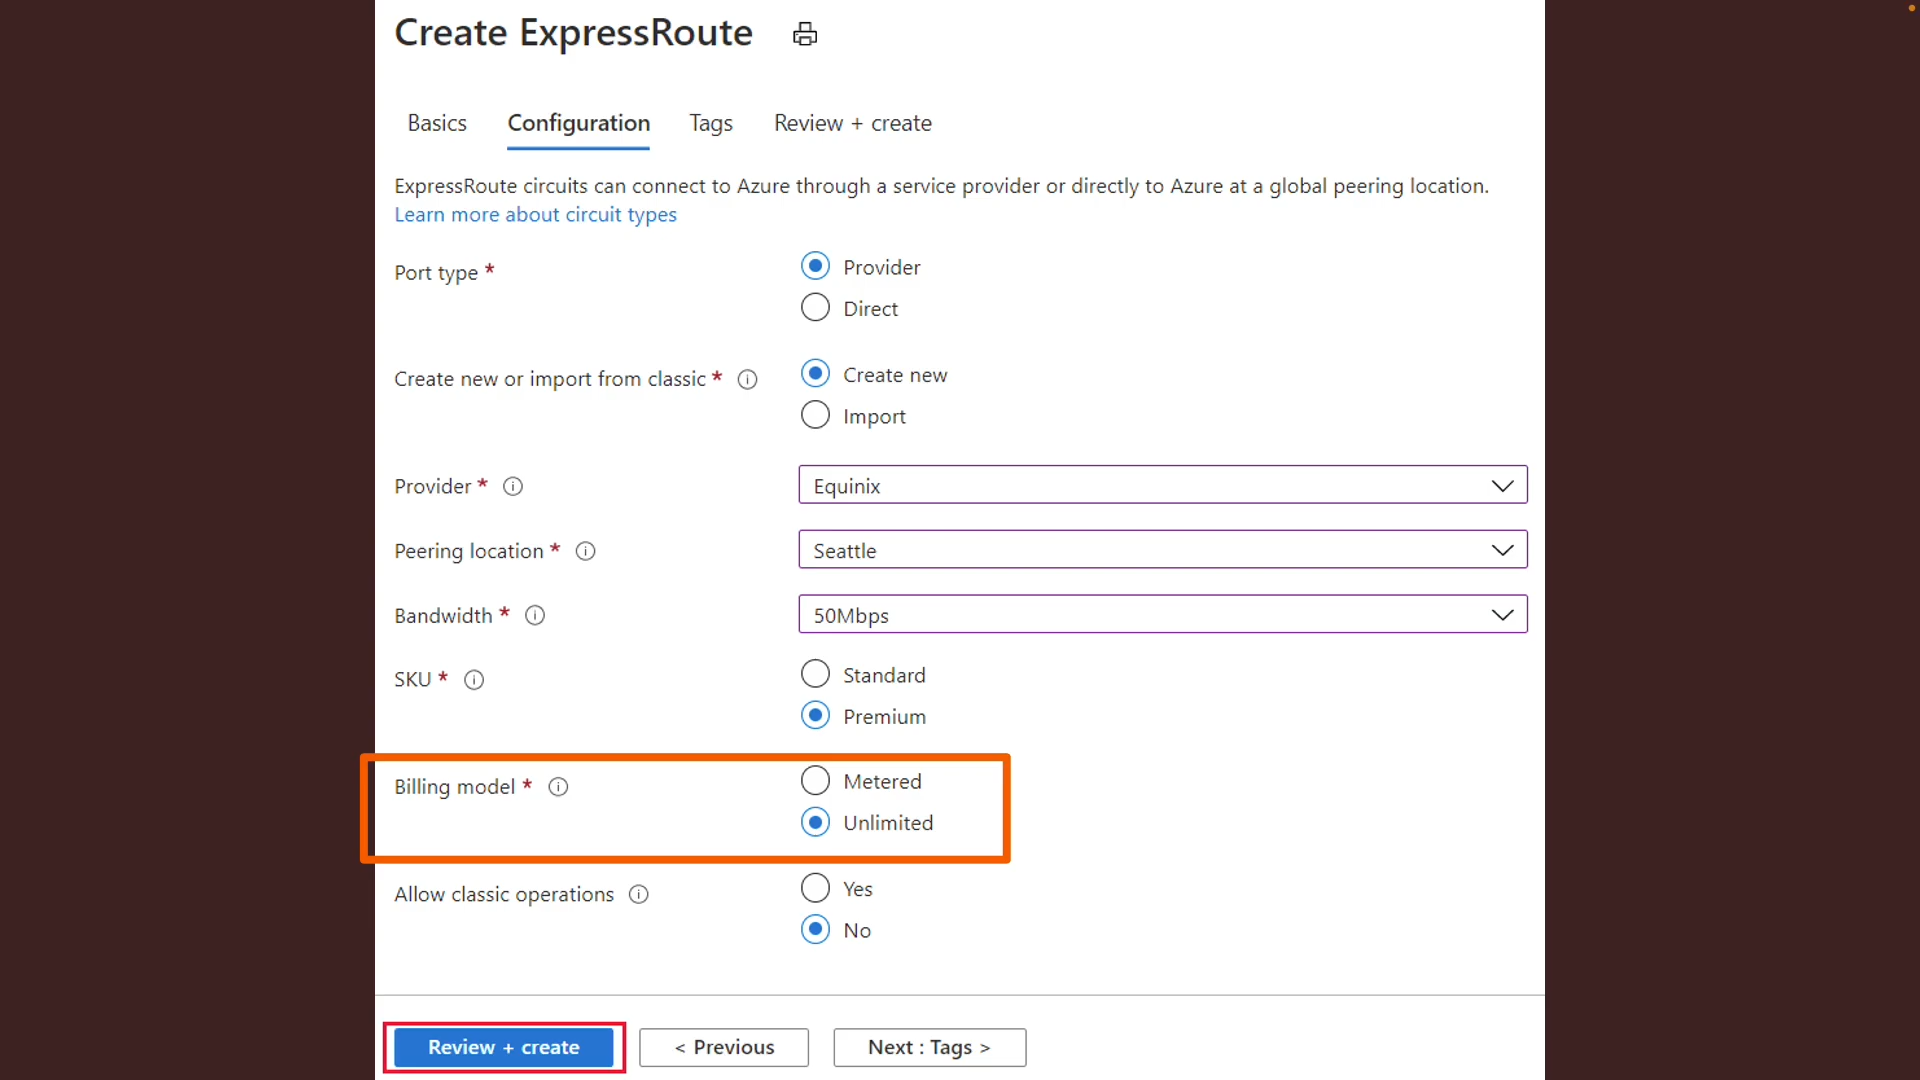 Create ExpressRoute
Basics Configuration Tags Review + create
ExpressRoute circuits can connect to Azure through a service provider or directly to Azure at a global peering location.
Learn more about circuit types
Port type * Provider
Direct
Create new or import from classic * Create new
Import
Provider * Equinix
Peering location * Seattle
Bandwidth * 50Mbps
SKU * Standard
Premium
Billing model * Metered
Unlimited
Allow classic operations Yes
No
Review + create < Previous Next : Tags >